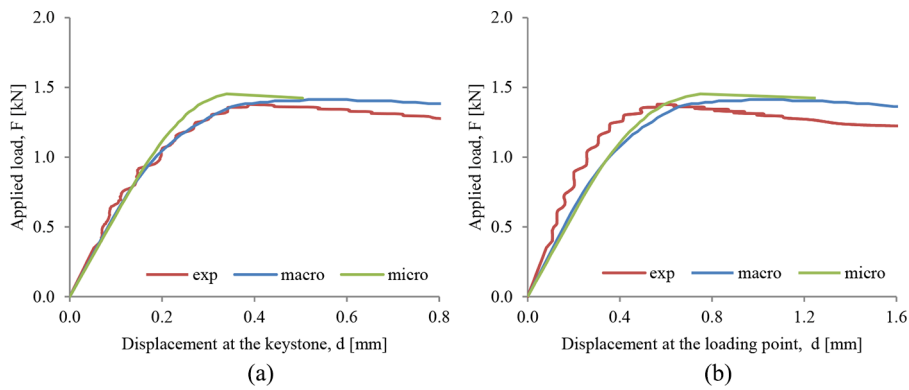 2.0
1.5
1.0
0.5
0.0
Applied load, F [kN]
exp macro micro
0.0 0.2 0.4 0.6 0.8
Displacement at the keystone, d [mm]
(a)
2.0
1.5
1.0
0.5
0.0
Applied load, F [kN]
exp macro micro
0.0 0.4 0.8 1.2 1.6
Displacement at the loading point, d [mm]
(b)